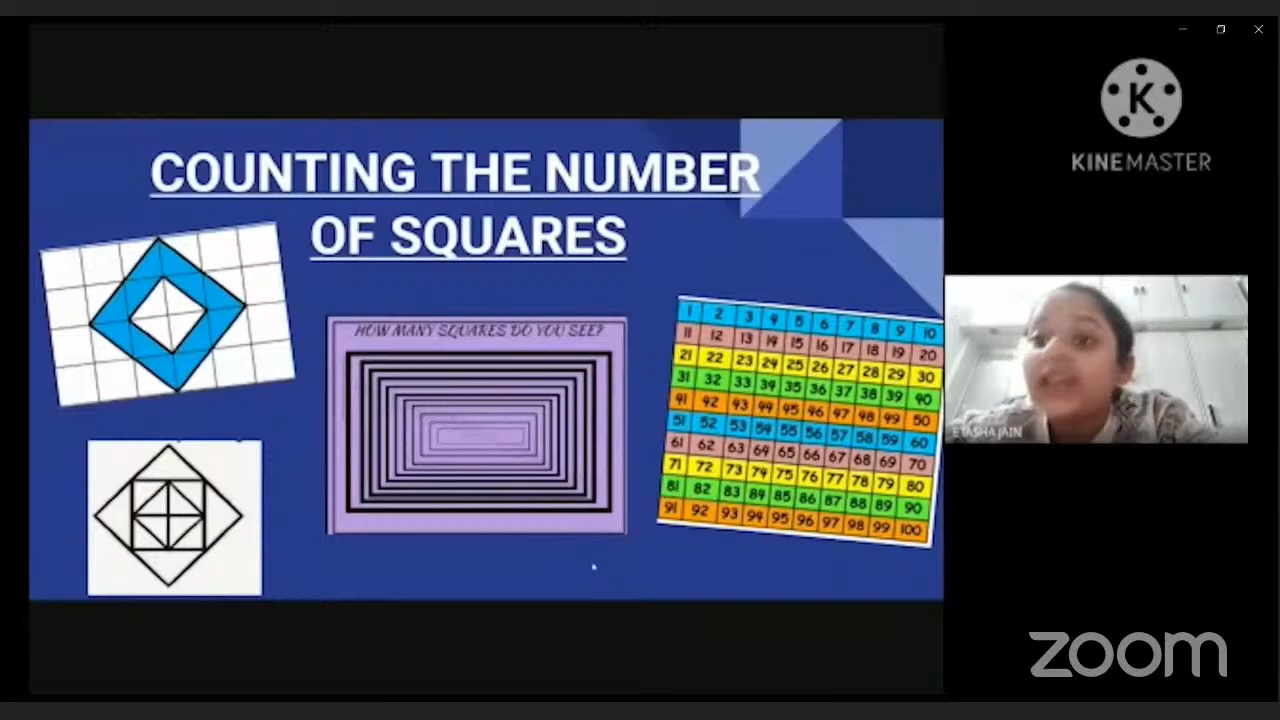 COUNTING THE NUMBER
OF SQUARES
HOW MANY SQUARES DO YOU SEE?
1 2 3 4 5 6 7 8 9 10
11 12 13 14 15 16 17 18 19 20
21 22 23 24 25 26 27 28 29 30
31 32 33 34 35 36 37 38 39 40
41 42 43 44 45 46 47 48 49 50
51 52 53 54 55 56 57 58 59 60
61 62 63 64 65 66 67 68 69 70
71 72 73 74 75 76 77 78 79 80
81 82 83 84 85 86 87 88 89 90
91 92 93 94 95 96 97 98 99 100
K
KINEMASTER
ETASHA JAIN
zoom